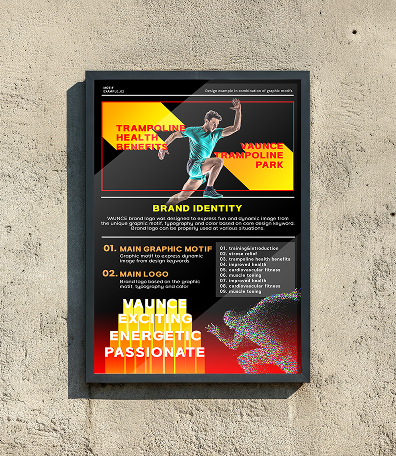 MOTIF
EXAMPLE_02
Design example in combination of graphic motifs
TRAMPOLINE
HEALTH
BENEFITS
VAUNCE
TRAMPOLINE
PARK
BRAND IDENTITY
VAUNCE brand logo was designed to express fun and dynamic image from
the unique graphic motif, typography and color based on core design keyword.
Brand logo can be properly used at various situations.
01. MAIN GRAPHIC MOTIF
Graphic motif to express dynamic
image from design keywords
02. MAIN LOGO
Brand logo based on the graphic
motif, typography and color
01. training&introduction
02. stress relief
03. trampoline health benefits
04. improved health
05. cardiovascular fitness
06. muscle toning
07. improved health
08. cardiovascular fitness
09. muscle toning
VAUNCE
EXCITING
ENERGETIC
PASSIONATE